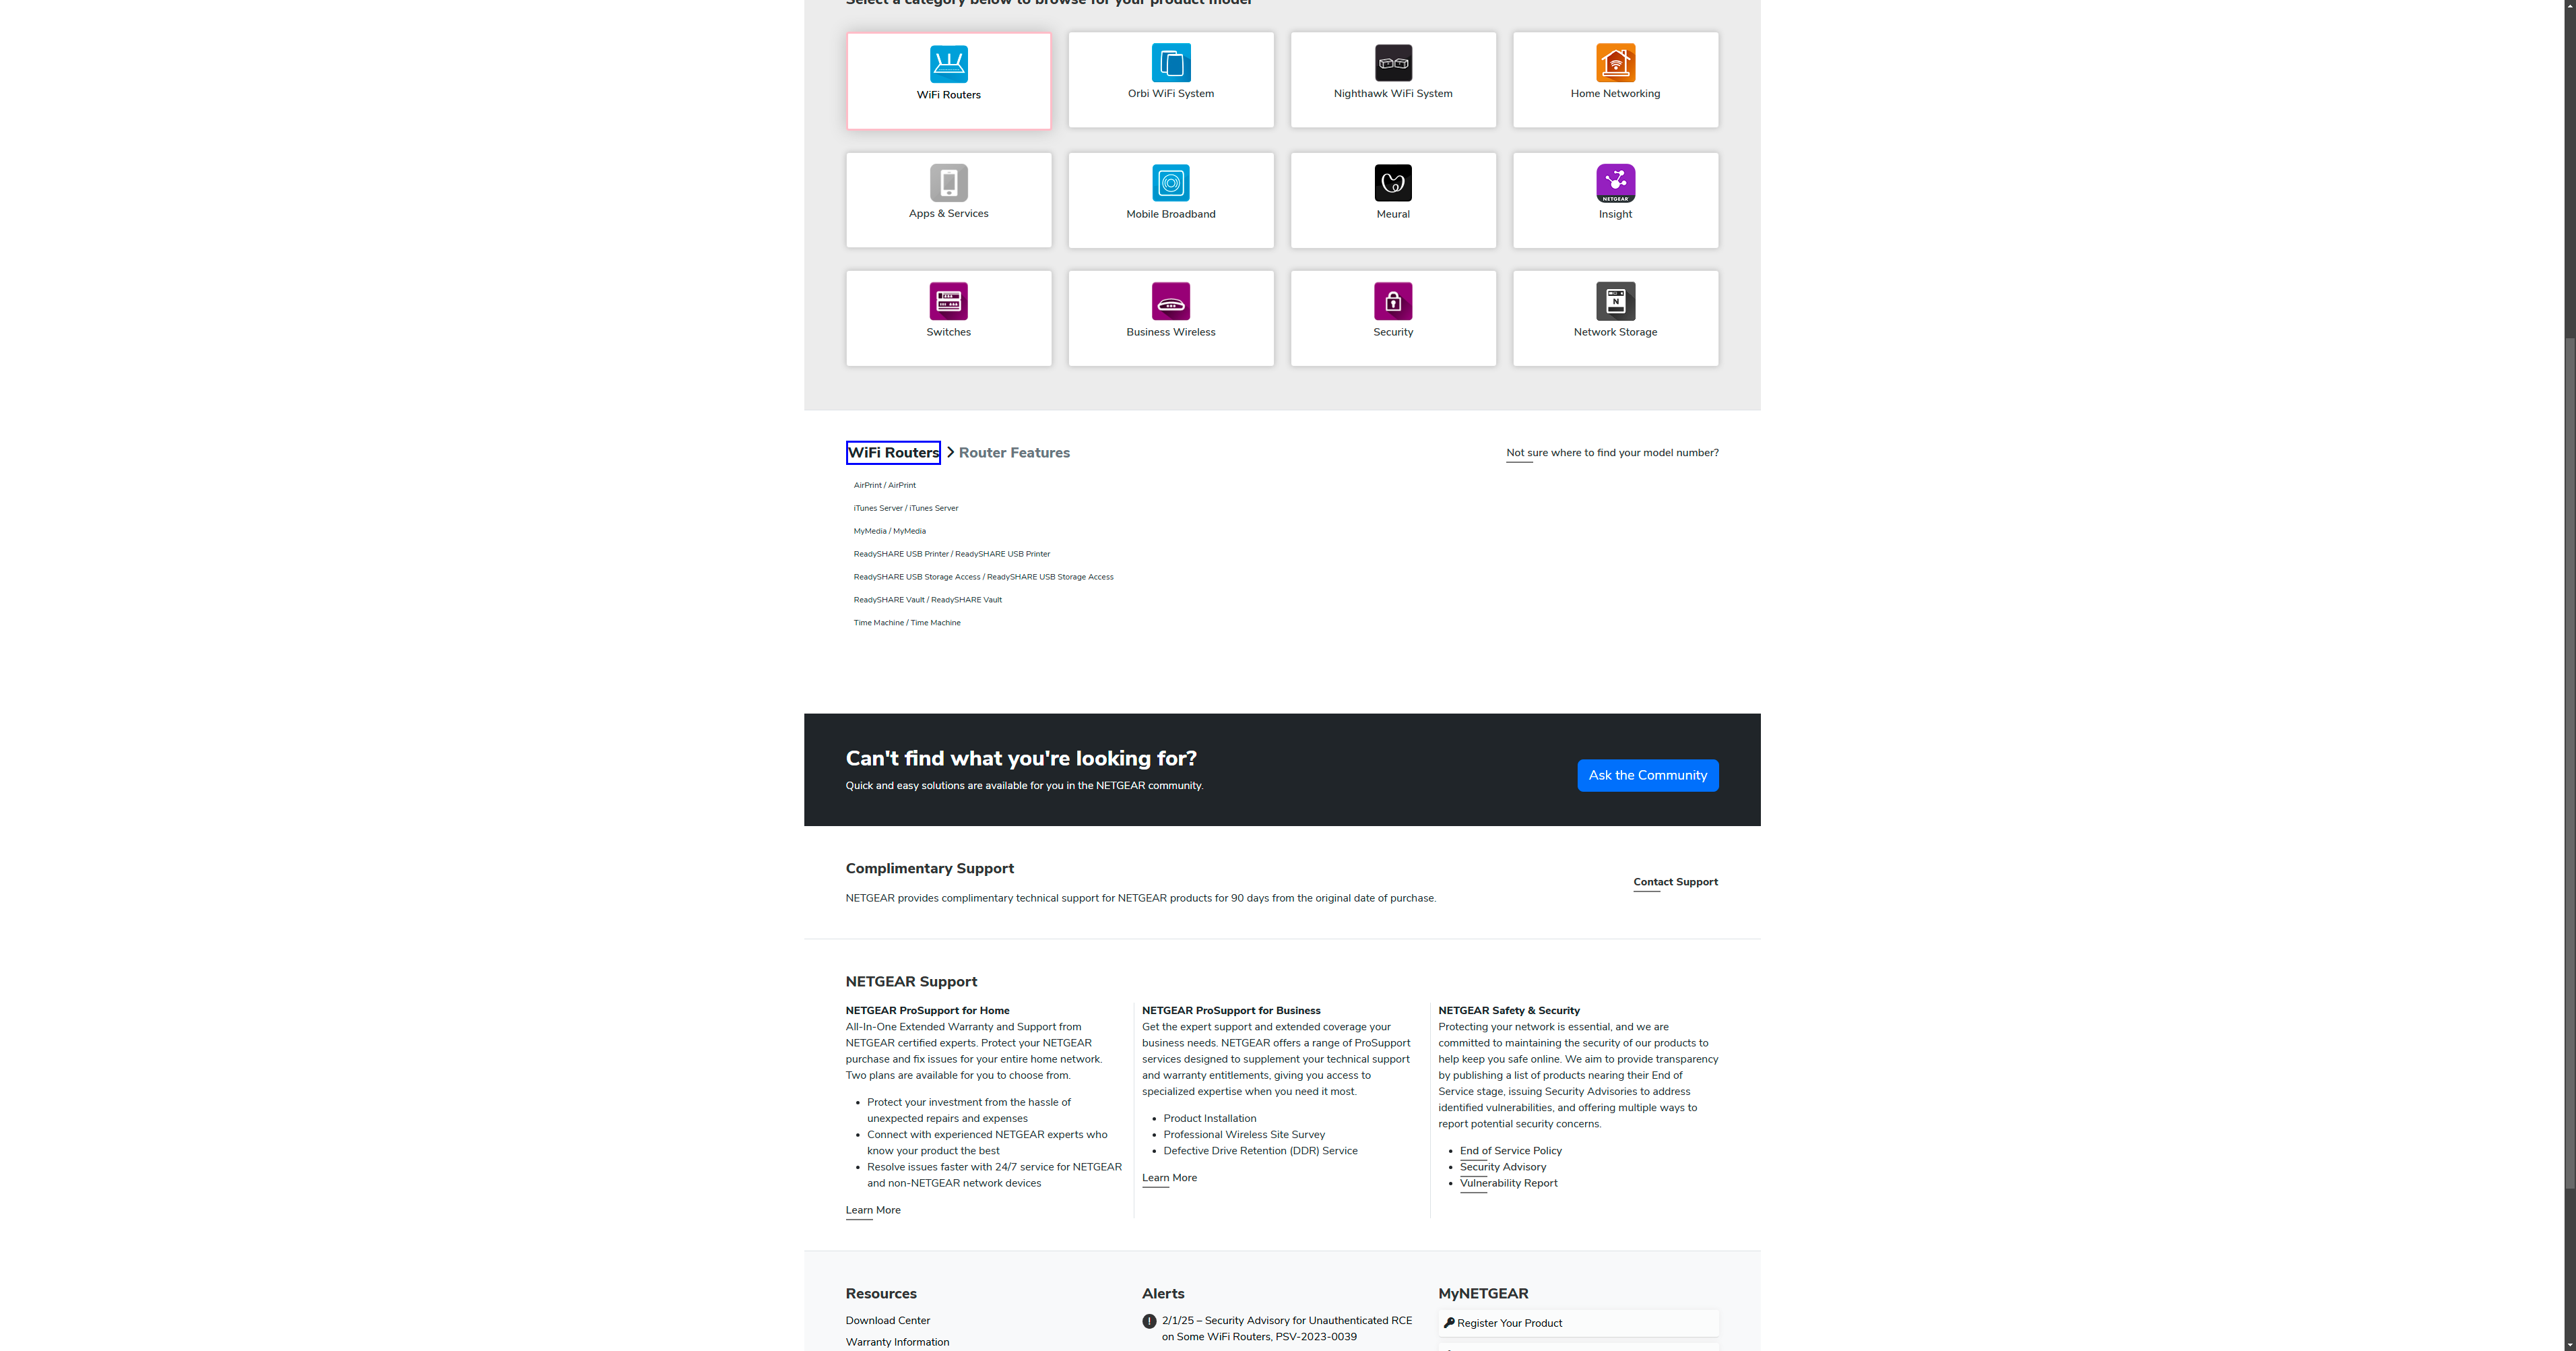 Select a category below to browse for your product model
WiFi Routers
Orbi WiFi System
Nighthawk WiFi System
Home Networking
Apps & Services
Mobile Broadband
Meural
NETGEAR
Insight
Switches
Business Wireless
Security
N
Network Storage
WiFi Routers > Router Features
Not sure where to find your model number?
AirPrint / AirPrint
iTunes Server / iTunes Server
MyMedia / MyMedia
ReadySHARE USB Printer / ReadySHARE USB Printer
ReadySHARE USB Storage Access / ReadySHARE USB Storage Access
ReadySHARE Vault / ReadySHARE Vault
Time Machine / Time Machine
Can't find what you're looking for?
Quick and easy solutions are available for you in the NETGEAR community.
Ask the Community
Complimentary Support
NETGEAR provides complimentary technical support for NETGEAR products for 90 days from the original date of purchase.
Contact Support
NETGEAR Support
NETGEAR ProSupport for Home
All-In-One Extended Warranty and Support from
NETGEAR certified experts. Protect your NETGEAR
purchase and fix issues for your entire home network.
Two plans are available for you to choose from.
• Protect your investment from the hassle of
unexpected repairs and expenses
• Connect with experienced NETGEAR experts who
know your product the best
• Resolve issues faster with 24/7 service for NETGEAR
and non-NETGEAR network devices
Learn More
NETGEAR ProSupport for Business
Get the expert support and extended coverage your
business needs. NETGEAR offers a range of ProSupport
services designed to supplement your technical support
and warranty entitlements, giving you access to
specialized expertise when you need it most.
• Product Installation
• Professional Wireless Site Survey
• Defective Drive Retention (DDR) Service
Learn More
NETGEAR Safety & Security
Protecting your network is essential, and we are
committed to maintaining the security of our products to
help keep you safe online. We aim to provide transparency
by publishing a list of products nearing their End of
Service stage, issuing Security Advisories to address
identified vulnerabilities, and offering multiple ways to
report potential security concerns.
• End of Service Policy
• Security Advisory
• Vulnerability Report
Resources
Download Center
Warranty Information
Alerts
2/1/25 – Security Advisory for Unauthenticated RCE
on Some WiFi Routers, PSV-2023-0039
MyNETGEAR
Register Your Product